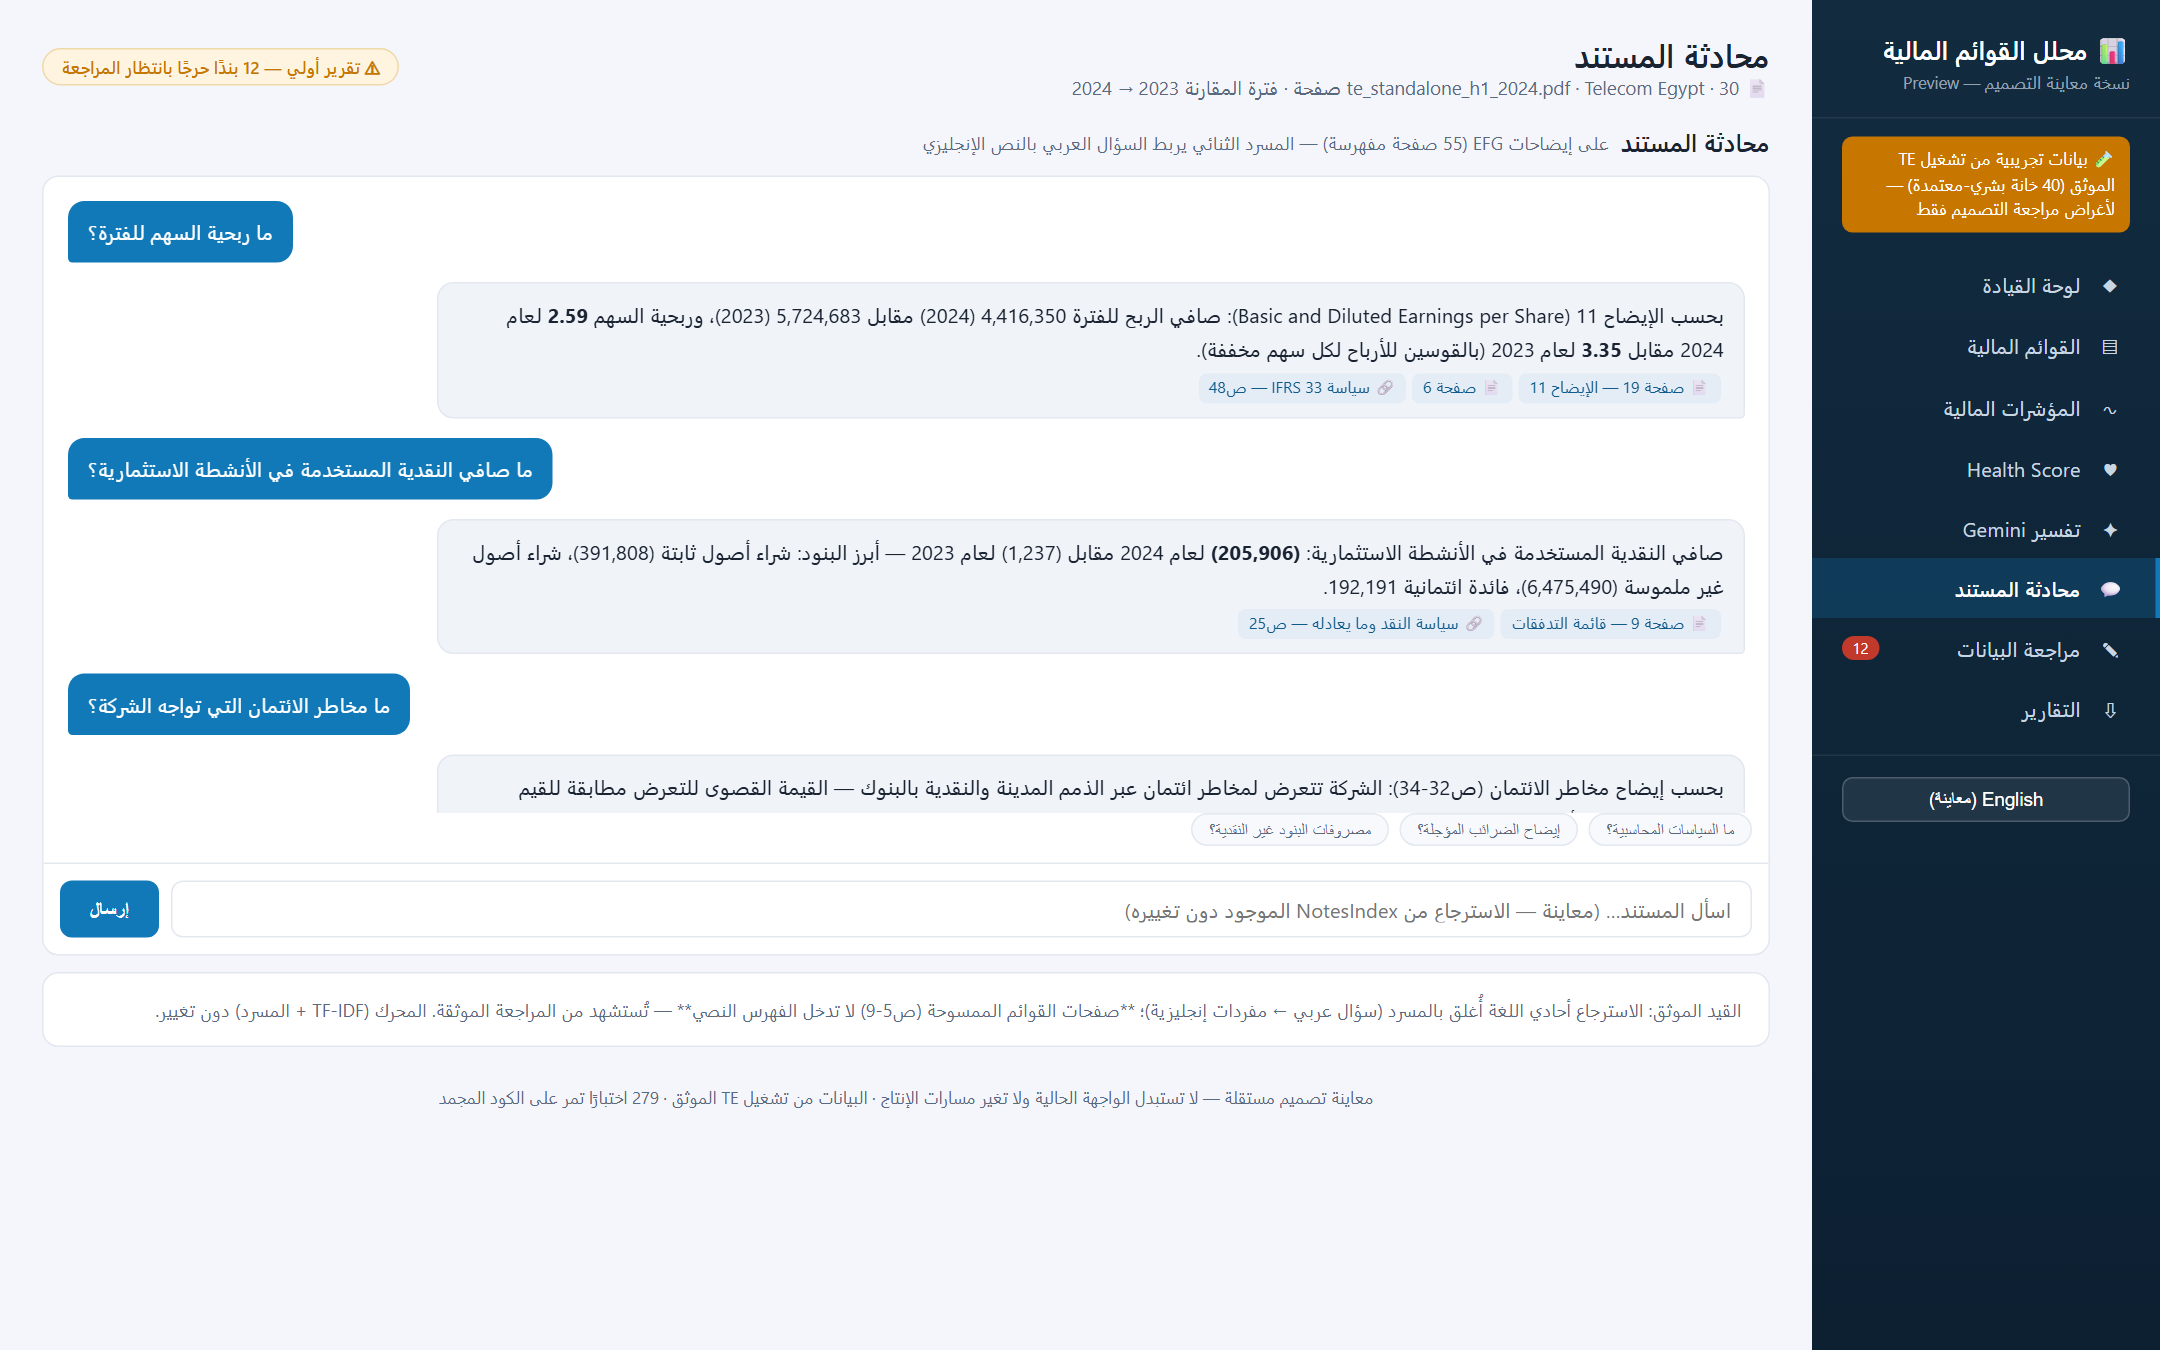 محلل القوائم المالية
نسخة معاينة التصميم — Preview
بيانات تجريبية من تشغيل TE
الموثق (40 خانة بشري-معتمدة) —
لأغراض مراجعة التصميم فقط
لوحة القيادة
القوائم المالية
المؤشرات المالية
Health Score
تفسير Gemini
محادثة المستند
مراجعة البيانات
12
التقارير
English (معاينة)
محادثة المستند
te_standalone_h1_2024.pdf · Telecom Egypt · 30 صفحة · فترة المقارنة 2023 → 2024
⚠ تقرير أولي — 12 بندًا حرجًا بانتظار المراجعة
محادثة المستند على إيضاحات EFG (55 صفحة مفهرسة) — المسرد الثنائي يربط السؤال العربي بالنص الإنجليزي
ما ربحية السهم للفترة؟
بحسب الإيضاح 11 (Basic and Diluted Earnings per Share): صافي الربح للفترة 4,416,350 (2024) مقابل 5,724,683 (2023)، وربحية السهم 2.59 لعام
2024 مقابل 3.35 لعام 2023 (بالقوسين للأرباح لكل سهم مخففة).
صفحة 19 — الإيضاح 11
صفحة 6
سياسة IFRS 33 — ص48
ما صافي النقدية المستخدمة في الأنشطة الاستثمارية؟
صافي النقدية المستخدمة في الأنشطة الاستثمارية: (205,906) لعام 2024 مقابل (1,237) لعام 2023 — أبرز البنود: شراء أصول ثابتة (391,808)، شراء أصول
غير ملموسة (6,475,490)، فائدة ائتمانية 192,191.
صفحة 9 — قائمة التدفقات
سياسة النقد وما يعادله — ص25
ما مخاطر الائتمان التي تواجه الشركة؟
بحسب إيضاح مخاطر الائتمان (ص32-34): الشركة تتعرض لمخاطر ائتمان عبر الذمم المدينة والنقدية بالبنوك — القيمة القصوى للتعرض مطابقة للقيم
ما السياسات المحاسبية؟
إيضاح الضرائب المؤجلة؟
مصروفات البنود غير النقدية؟
اسأل المستند... (معاينة — الاسترجاع من NotesIndex الموجود دون تغييره)
إرسال
القيد الموثق: الاسترجاع أحادي اللغة أُغلق بالمسرد (سؤال عربي ← مفردات إنجليزية)؛ **صفحات القوائم الممسوحة (ص5-9) لا تدخل الفهرس النصي** — تُستشهد من المراجعة الموثقة. المحرك (TF-IDF + المسرد) دون تغيير.
معاينة تصميم مستقلة — لا تستبدل الواجهة الحالية ولا تغير مسارات الإنتاج · البيانات من تشغيل TE الموثق · 279 اختبارًا تمر على الكود المجمد